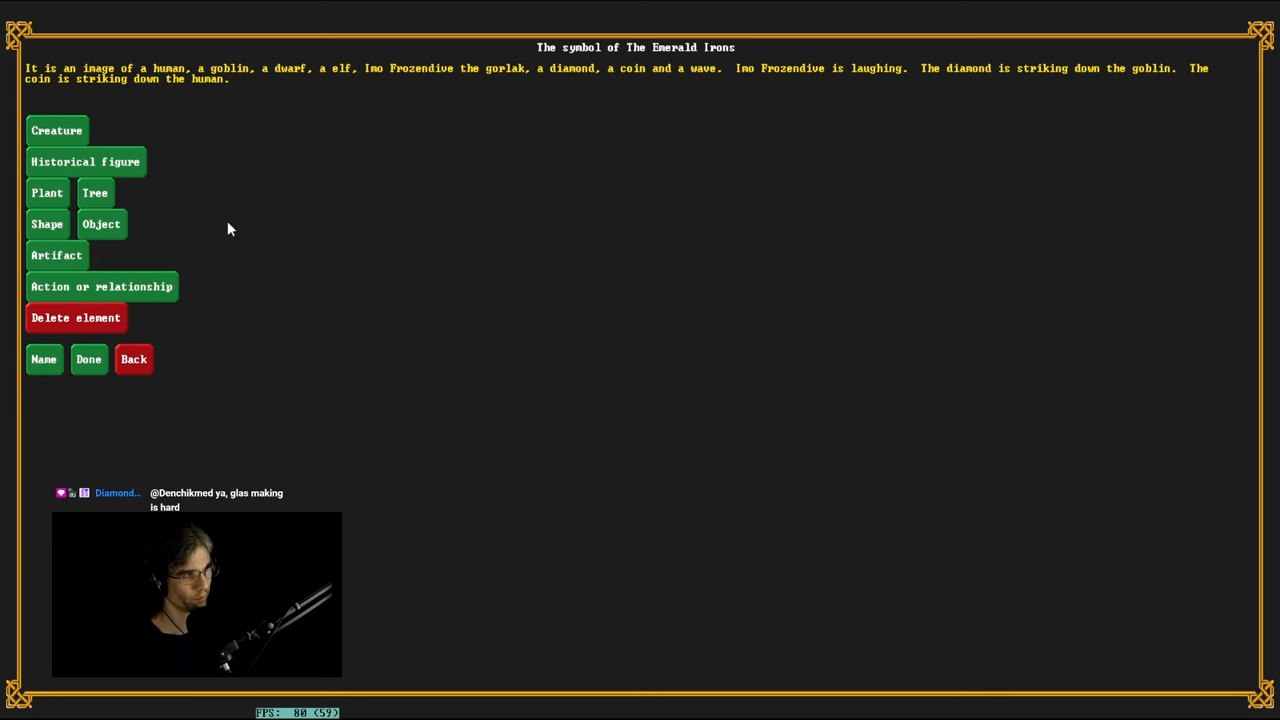 The symbol of The Emerald Irons
It is an image of a human, a goblin, a dwarf, a elf, Imo Frozendive the gorlak, a diamond, a coin and a wave.  Imo Frozendive is laughing.  The diamond is striking down the goblin.  The
coin is striking down the human.
Creature
Historical figure
Plant Tree
Shape Object
Artifact
Action or relationship
Delete element
Name Done Back
Diamond... @Denchikmed ya, glas making
is hard
FPS: 80 (59)